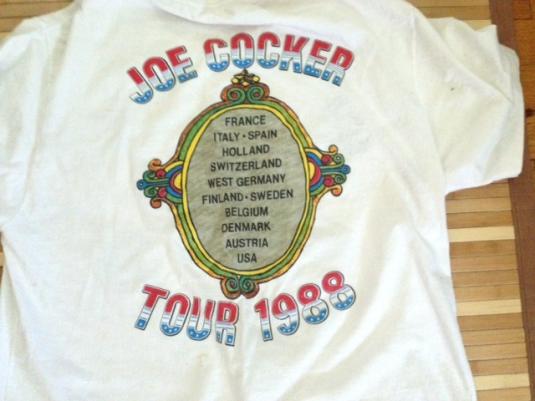 JOE COCKER
FRANCE
ITALY • SPAIN
HOLLAND
SWITZERLAND
WEST GERMANY
FINLAND • SWEDEN
BELGIUM
DENMARK
AUSTRIA
USA
TOUR 1988